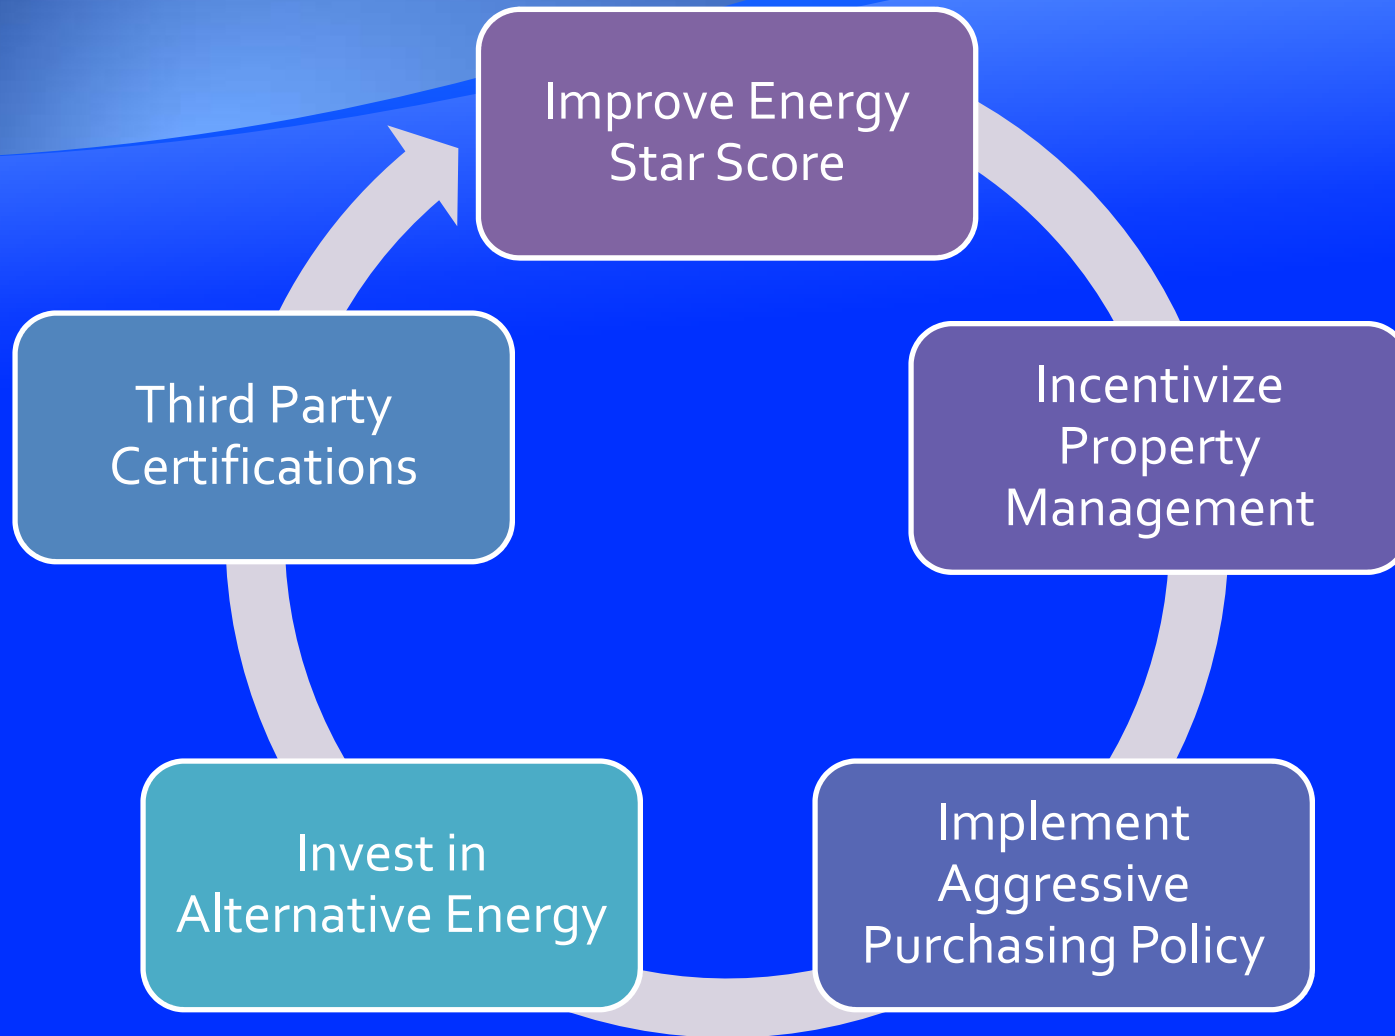 Improve Energy
Star Score
Incentivize
Property
Management
Implement
Aggressive
Purchasing Policy
Invest in
Alternative Energy
Third Party
Certifications